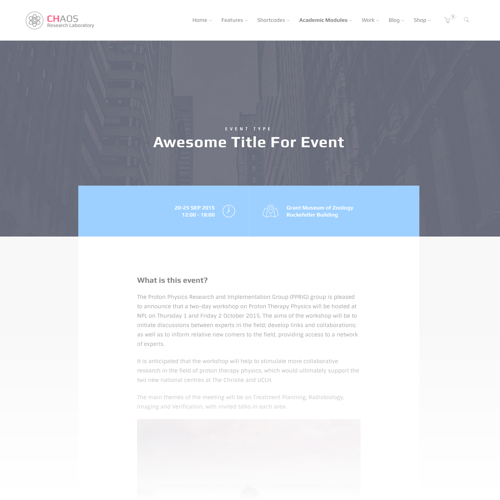 CHAOS
Research Laboratory
Home
Features
Shortcodes
Academic Modules
Work
Blog
Shop
0
EVENT TYPE
Awesome Title For Event
20-25 SEP 2015
12:00 - 18:00
Grant Museum of Zoology
Rockefeller Building
What is this event?
The Proton Physics Research and Implementation Group (PPRIG) group is pleased
to announce that a two-day workshop on Proton Therapy Physics will be hosted at
NPL on Thursday 1 and Friday 2 October 2015. The aims of the workshop will be to
initiate discussions between experts in the field; develop links and collaborations;
as well as to inform relative new comers to the field, providing access to a network
of experts.
It is anticipated that the workshop will help to stimulate more collaborative
research in the field of proton therapy physics, which would ultimately support the
two new national centres at The Christie and UCLH.
The main themes of the meeting will be on Treatment Planning, Radiobiology,
Imaging and Verification, with invited talks in each area.